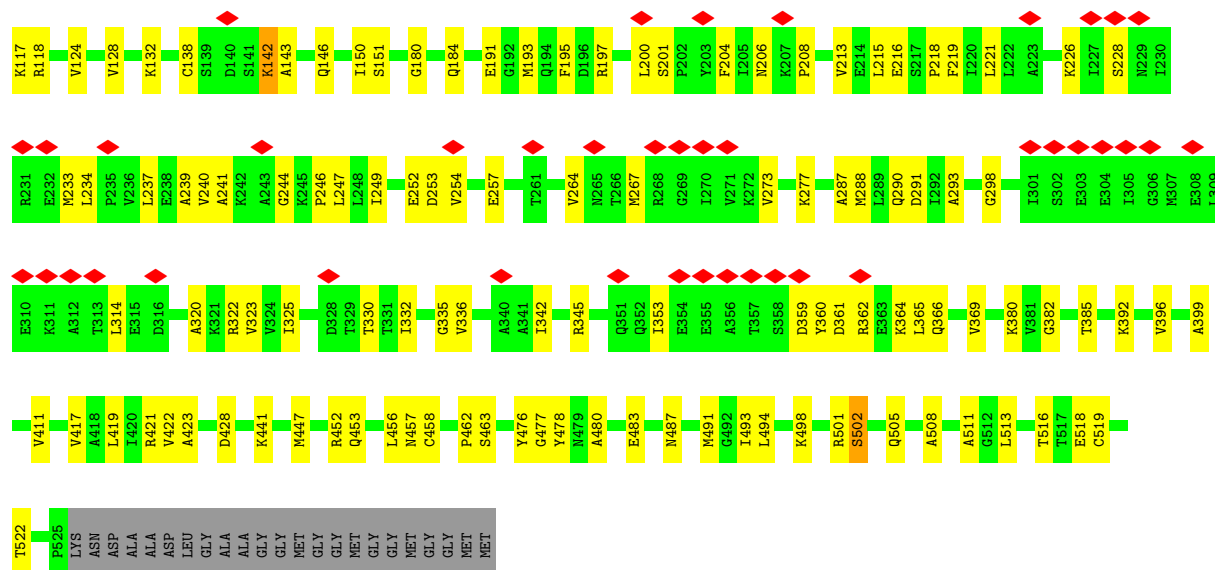 K117 R118 V124 V128 K132 C138 S139 D140 S141 K142 A143 Q146 I150 S151 G180 Q184 E191 G192 M193 Q194 F195 D196 R197 L200 S201 P202 Y203 F204 I205 N206 K207 P208 V213 E214 L215 E216 S217 P218 F219 I220 L221 L222 A223 K226 I227 S228 N229 I230
R231 E232 M233 L234 P235 V236 L237 E238 A239 V240 A241 K242 A243 G244 K245 P246 L247 L248 I249 E252 D253 V254 E257 T261 V264 N265 I266 M267 R268 G269 I270 V271 K272 V273 K277 A287 M288 L289 Q290 D291 I292 A293 G298 I301 S302 E303 E304 I305 G306 M307 E308 L309
E310 K311 A312 T313 L314 E315 D316 A320 K321 R322 V323 V324 I325 D328 T329 T330 T331 I332 G335 V336 A340 A341 I342 R345 Q351 Q352 I353 E354 E355 A356 T357 S358 D359 Y360 D361 R362 E363 K364 L365 Q366 V369 K380 V381 G382 T385 K392 V396 A399
V411 V417 A418 L419 I420 R421 V422 A423 D428 K441 M447 R452 Q453 L456 N457 C458 P462 S463 Y476 G477 Y478 N479 A480 E483 N487 M491 G492 I493 L494 K498 R501 S502 Q505 A508 A511 G512 L513 T516 T517 E518 C519
T522 P525 LYS ASN ASP ALA ALA ASP LEU GLY ALA ALA GLY GLY MET GLY GLY MET GLY GLY MET GLY GLY MET MET